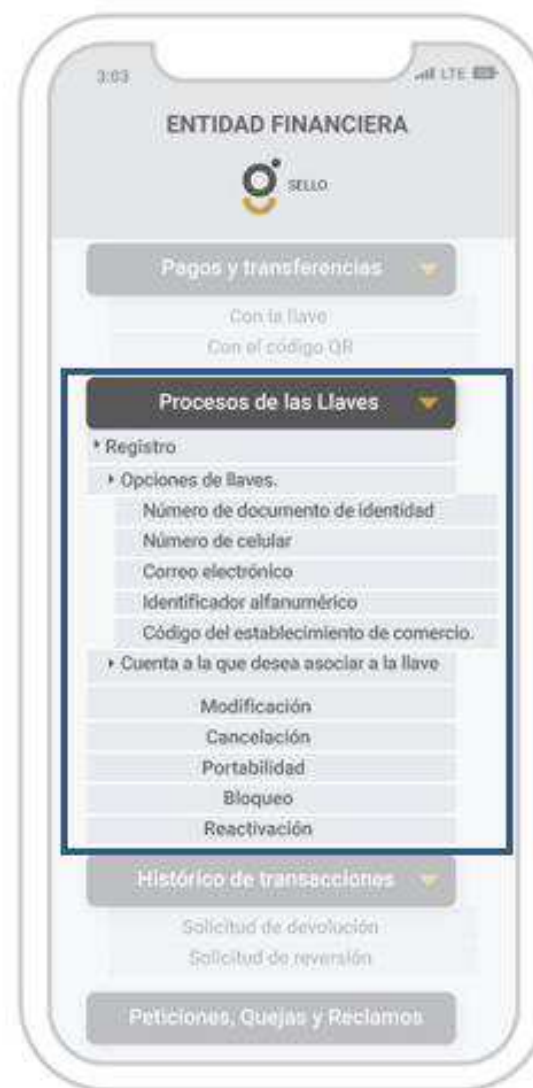 3:03 LTE
ENTIDAD FINANCIERA
SELLO
Pagos y transferencias
Con la llave
Con el código QR
Procesos de las Llaves
Registro
Opciones de llaves.
Número de documento de identidad
Número de celular
Correo electrónico
Identificador alfanumérico
Código del establecimiento de comercio.
Cuenta a la que desea asociar a la llave
Modificación
Cancelación
Portabilidad
Bloqueo
Reactivación
Histórico de transacciones
Solicitud de devolución
Solicitud de reversión
Peticiones, Quejas y Reclamos